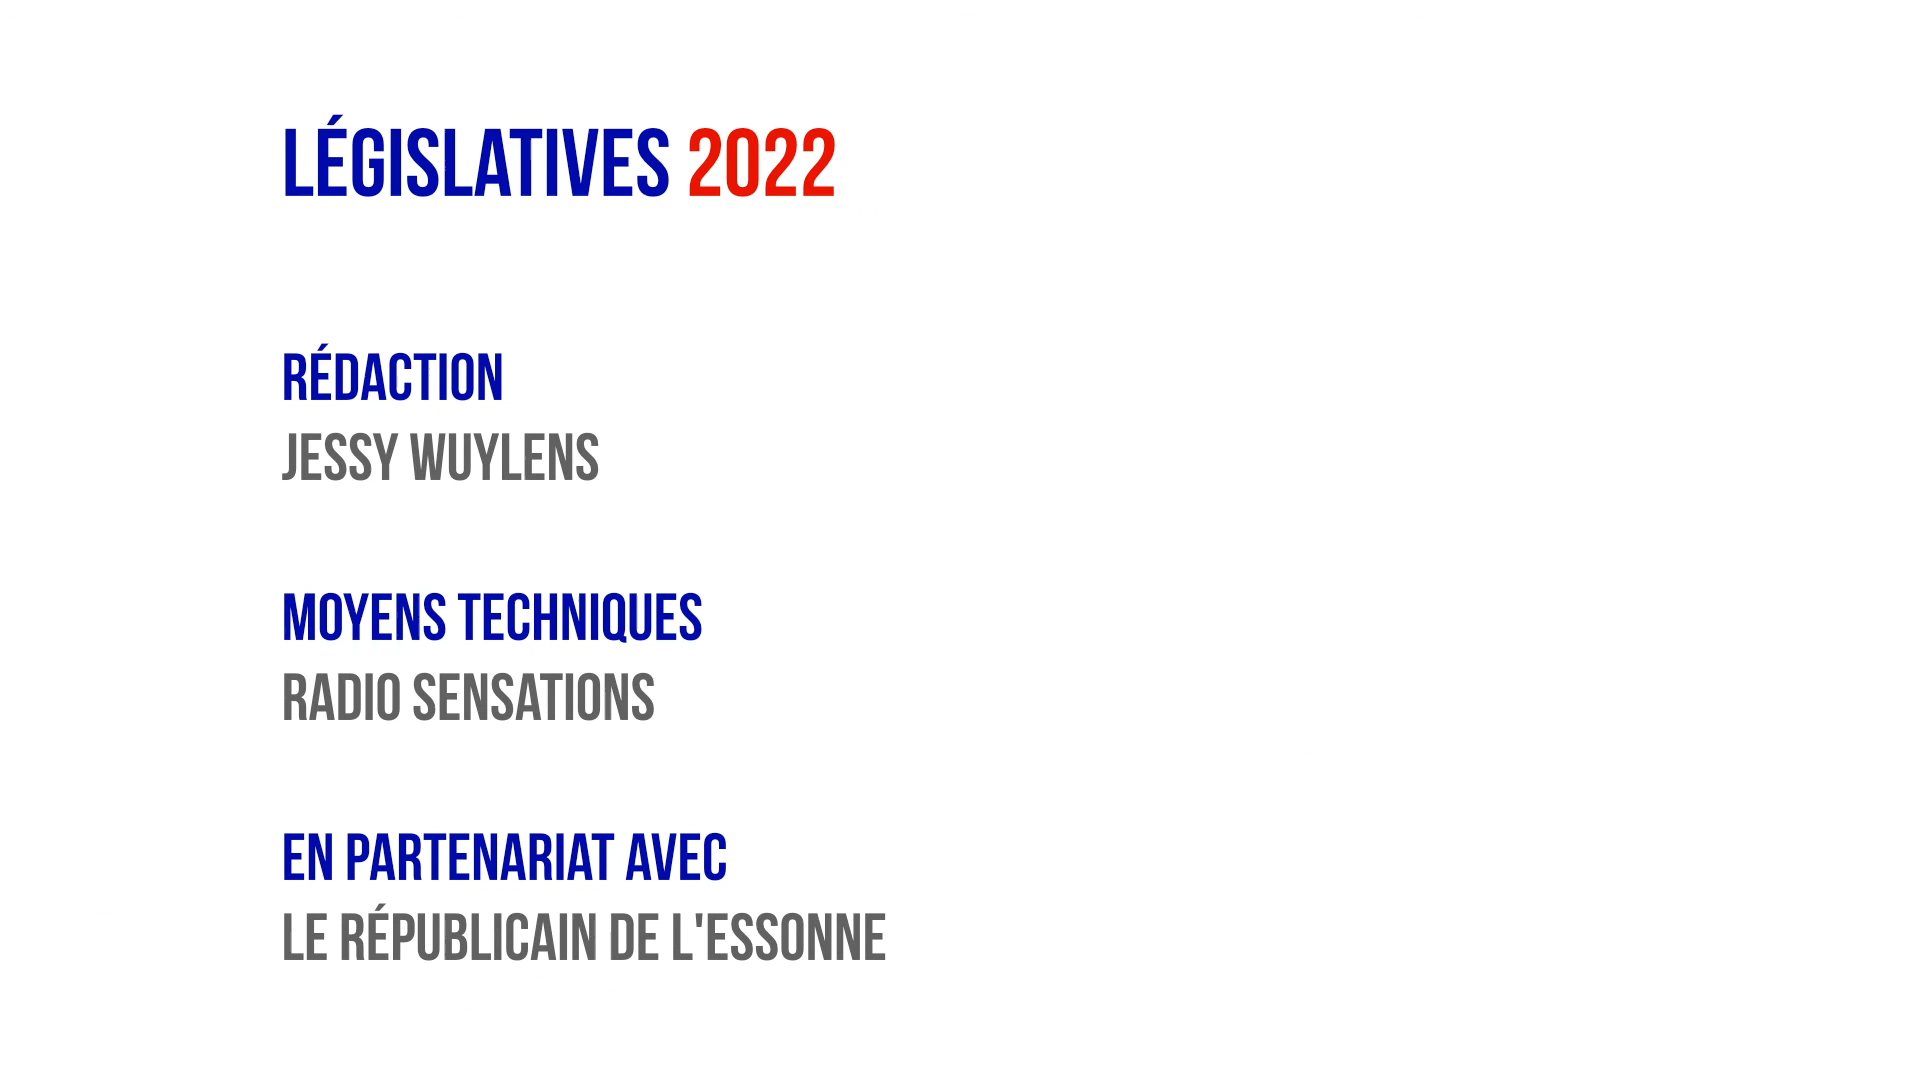 LÉGISLATIVES 2022
RÉDACTION
JESSY WUYLENS
MOYENS TECHNIQUES
RADIO SENSATIONS
EN PARTENARIAT AVEC
LE RÉPUBLICAIN DE L'ESSONNE